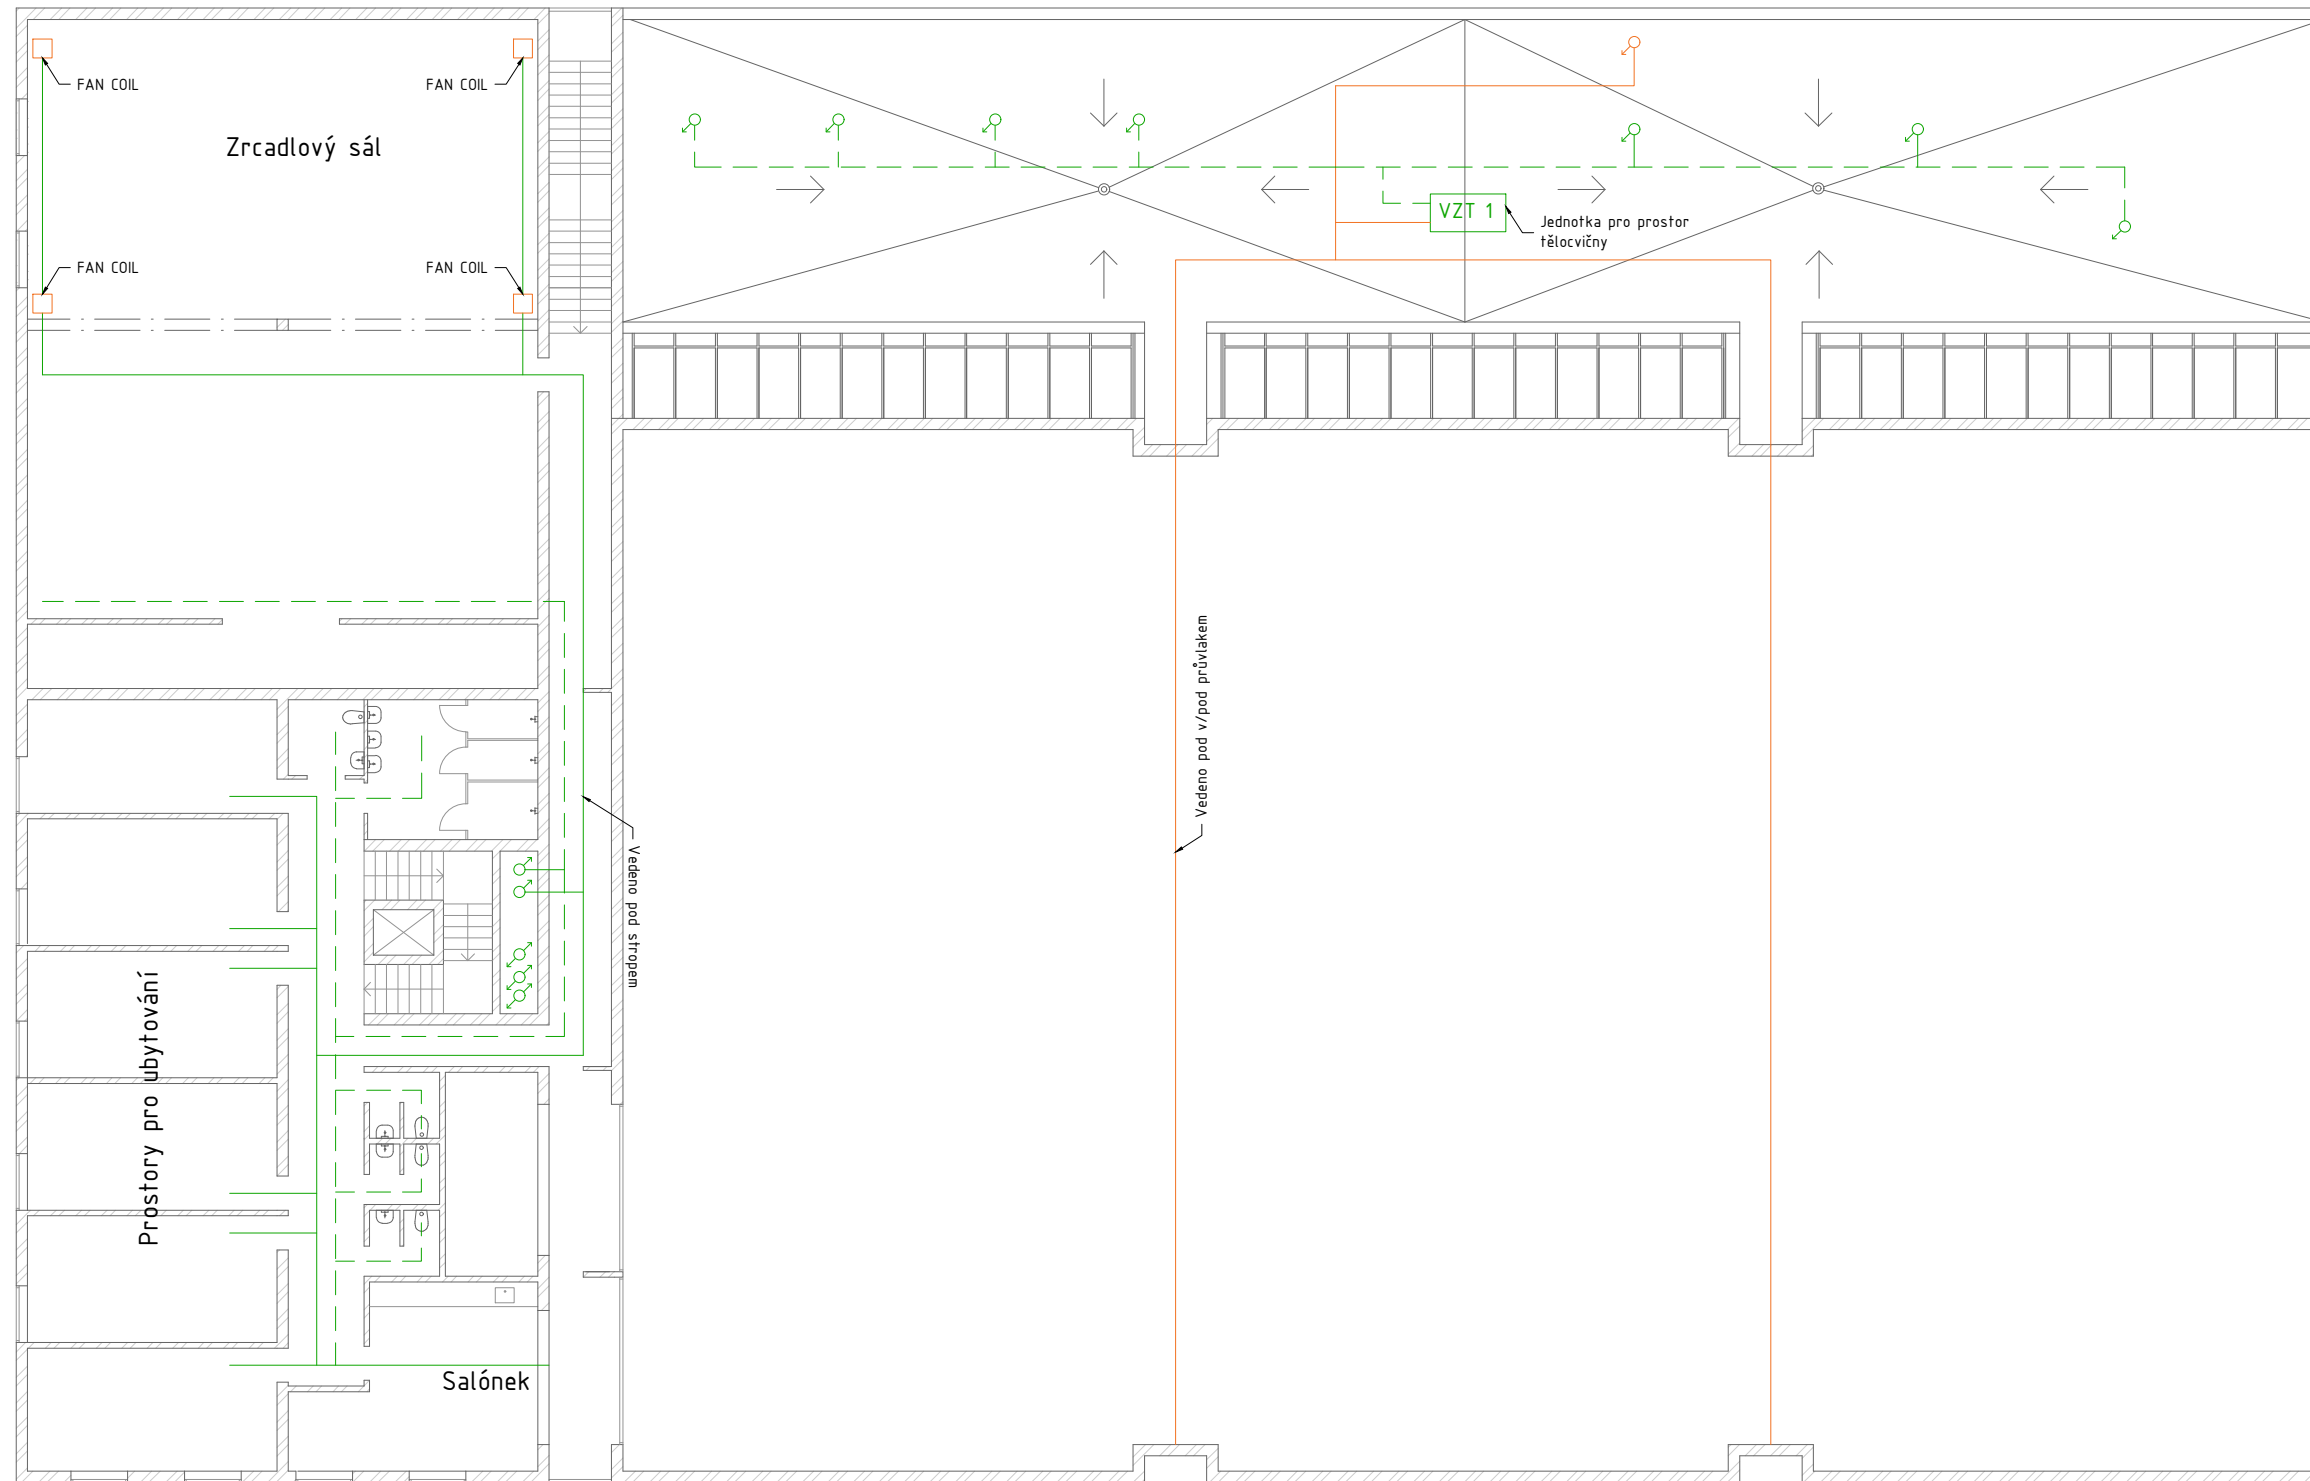 FAN COIL
FAN COIL
Zrcadlový sál
VZT 1
Jednotka pro prostor
tělocvičny
FAN COIL
FAN COIL
Vedeno pod v/pod průvlakem
Vedeno pod stropem
Prostory pro ubytování
Salónek